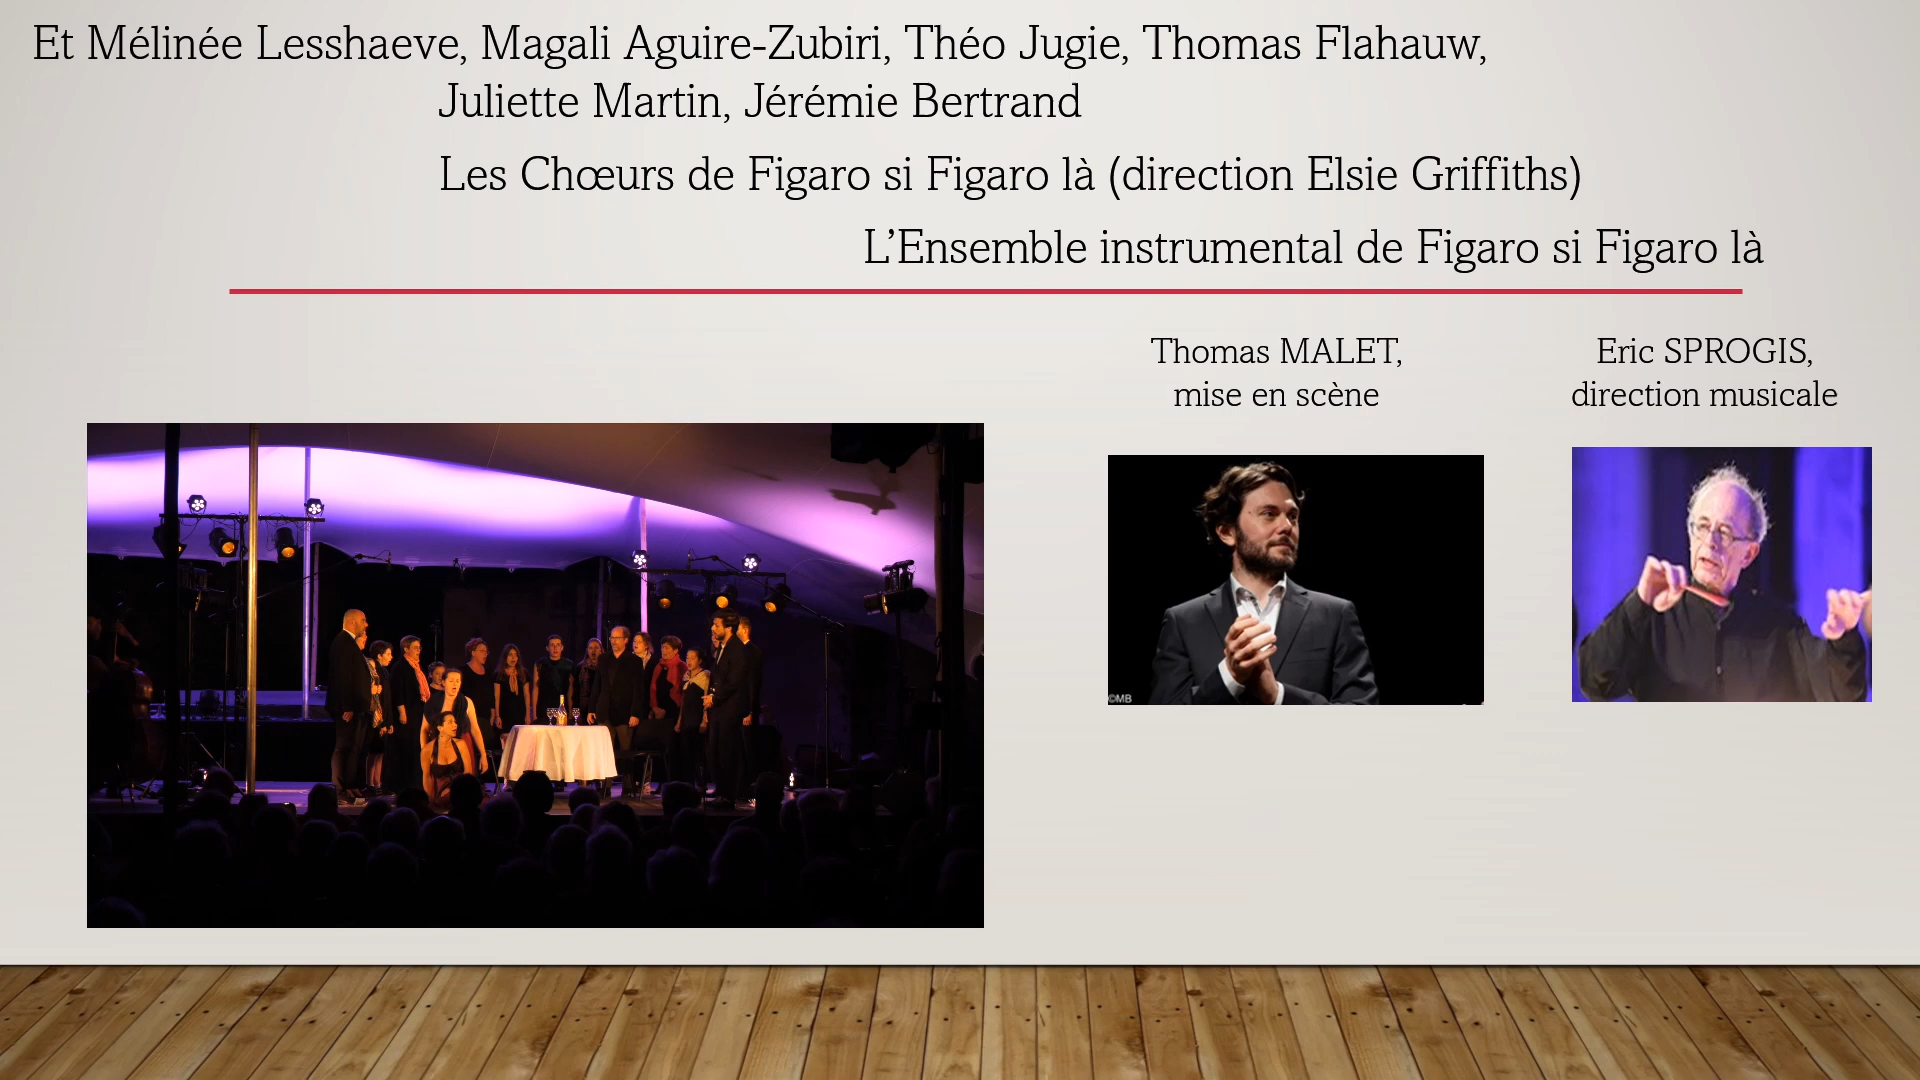 Et Mélinée Lesshaeve, Magali Aguire-Zubiri, Théo Jugie, Thomas Flahauw,
Juliette Martin, Jérémie Bertrand
Les Chœurs de Figaro si Figaro là (direction Elsie Griffiths)
L’Ensemble instrumental de Figaro si Figaro là
Thomas MALET,
mise en scène
Eric SPROGIS,
direction musicale
©MB